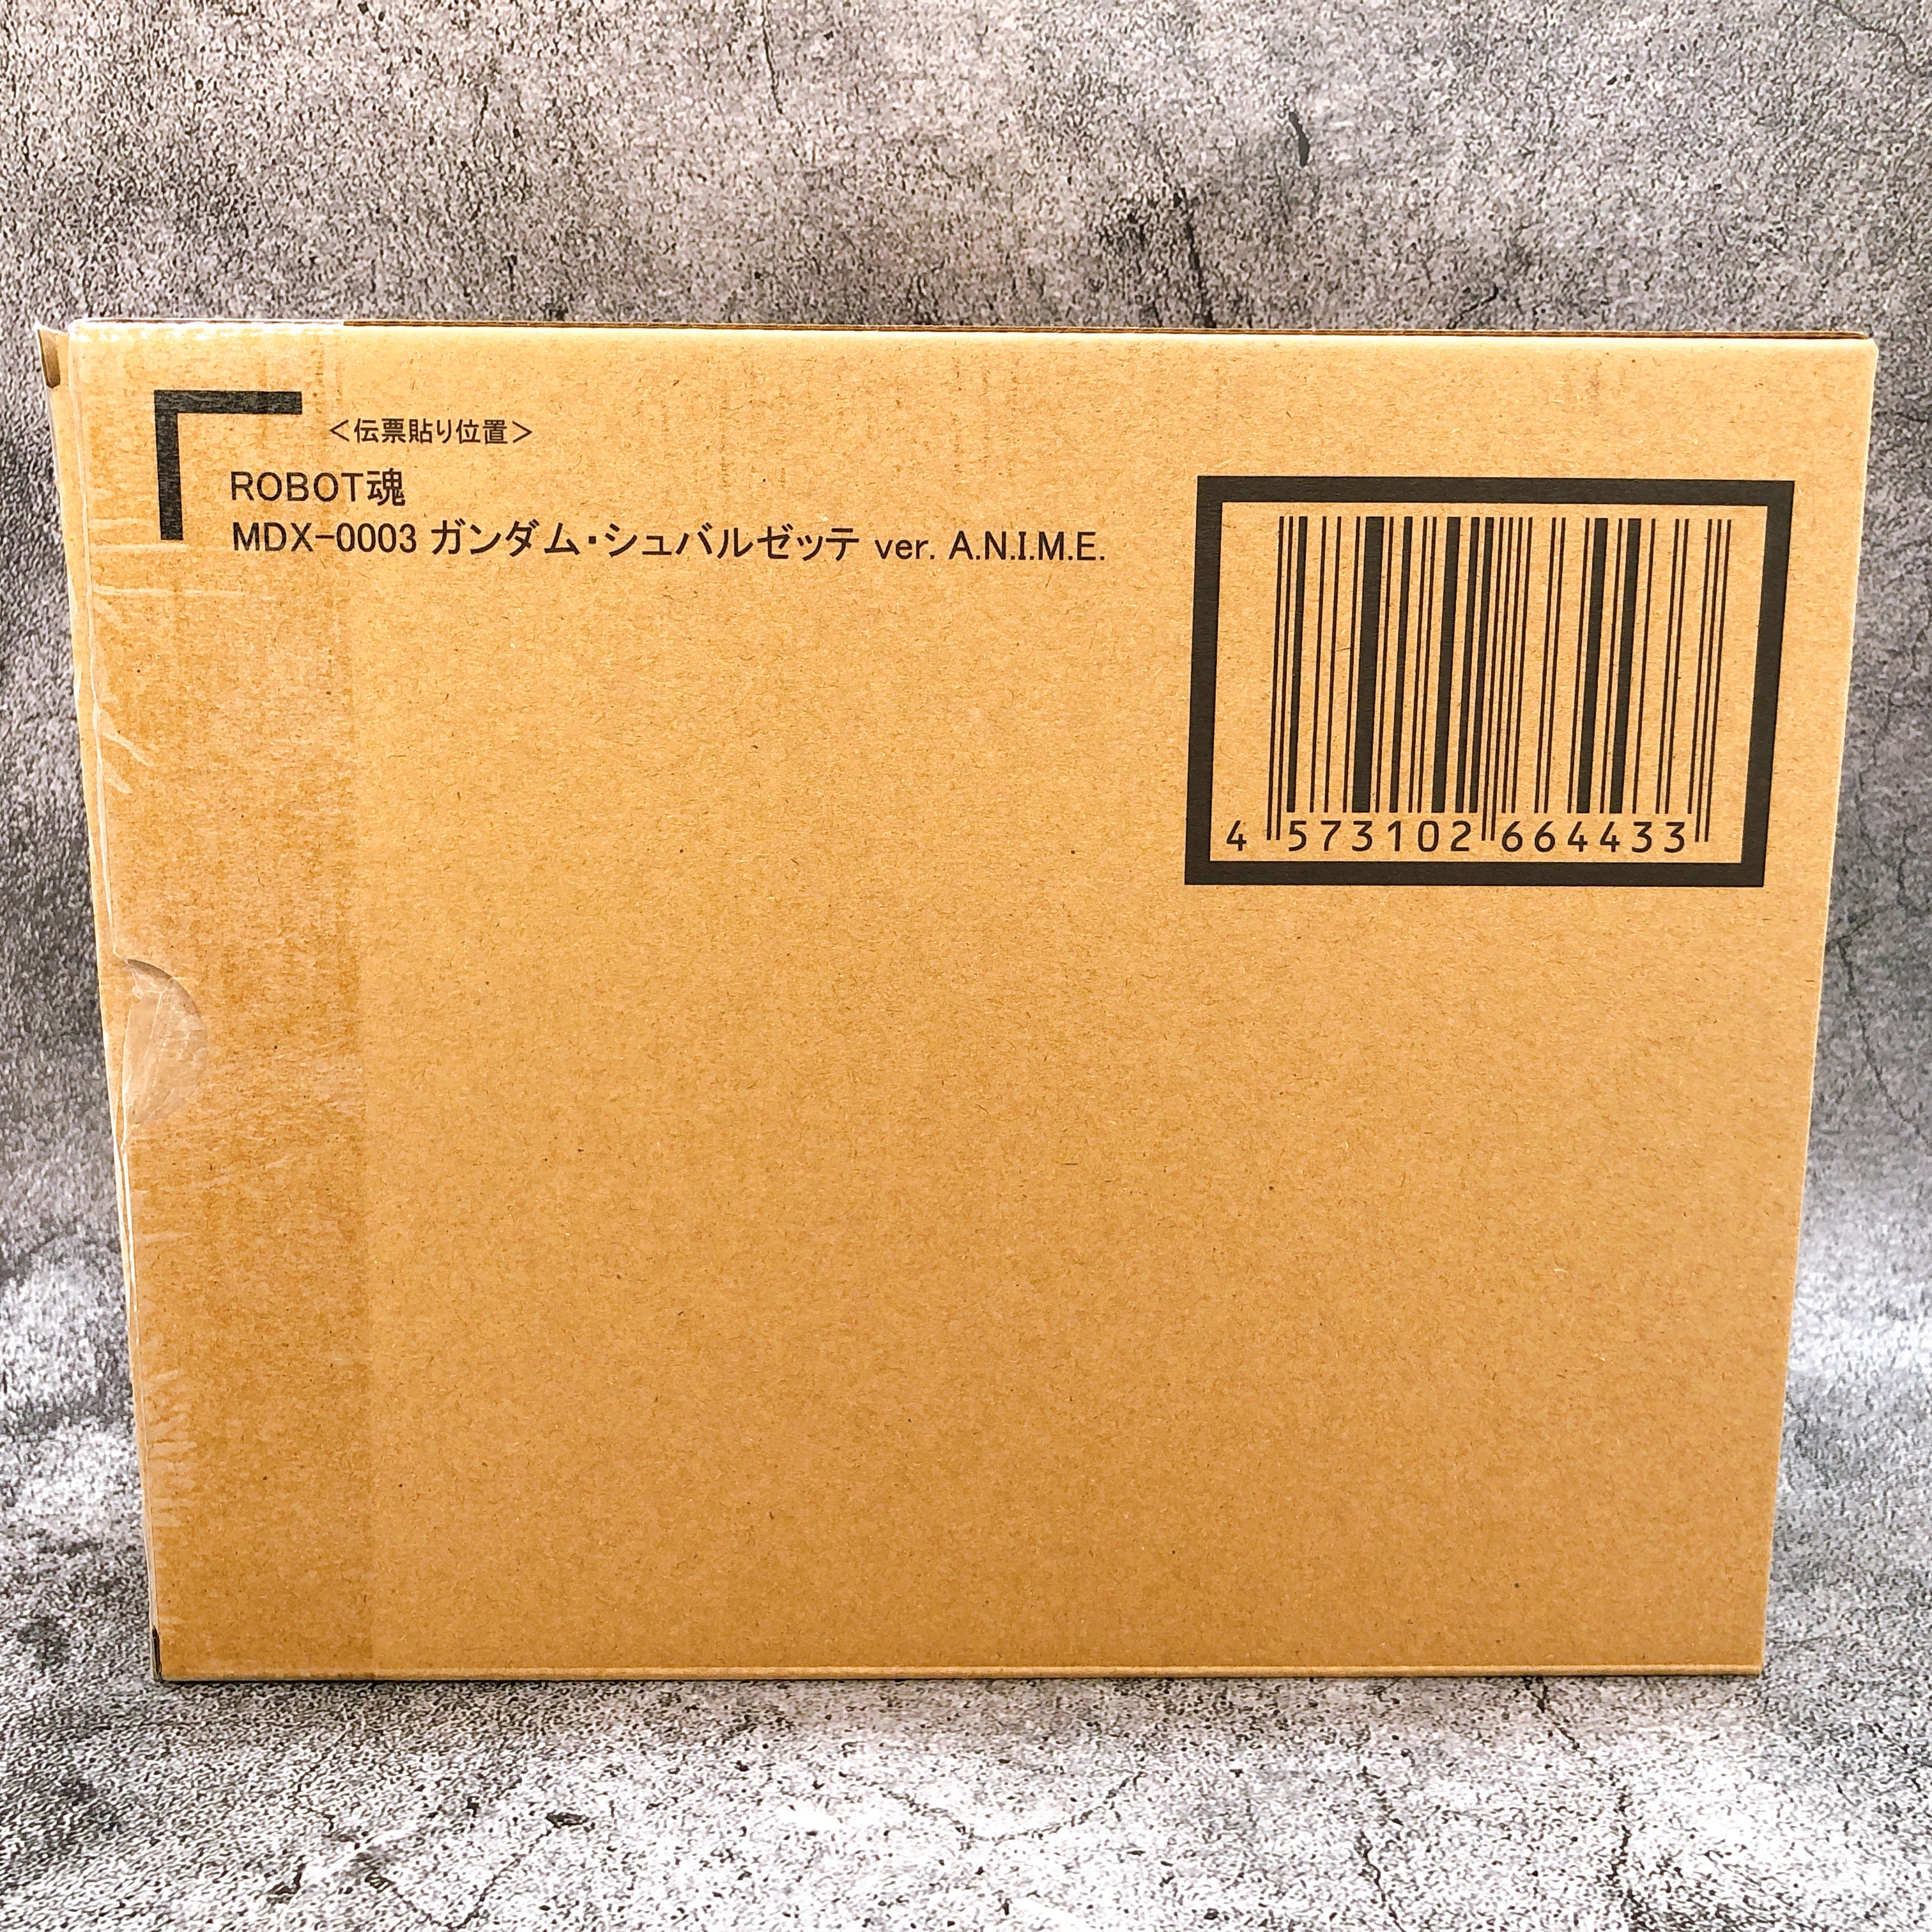 ＜伝票貼り位置＞
ROBOT魂
MDX-0003 ガンダム・シュバルゼッテ ver. A.N.I.M.E.
4 573102 664433